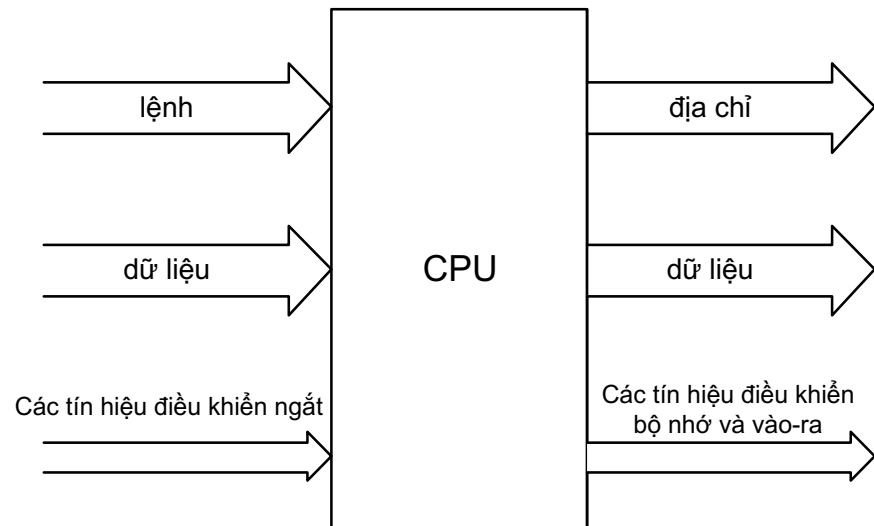 lệnh
địa chỉ
dữ liệu
CPU
dữ liệu
Các tín hiệu điều khiển ngắt
Các tín hiệu điều khiển
bộ nhớ và vào-ra